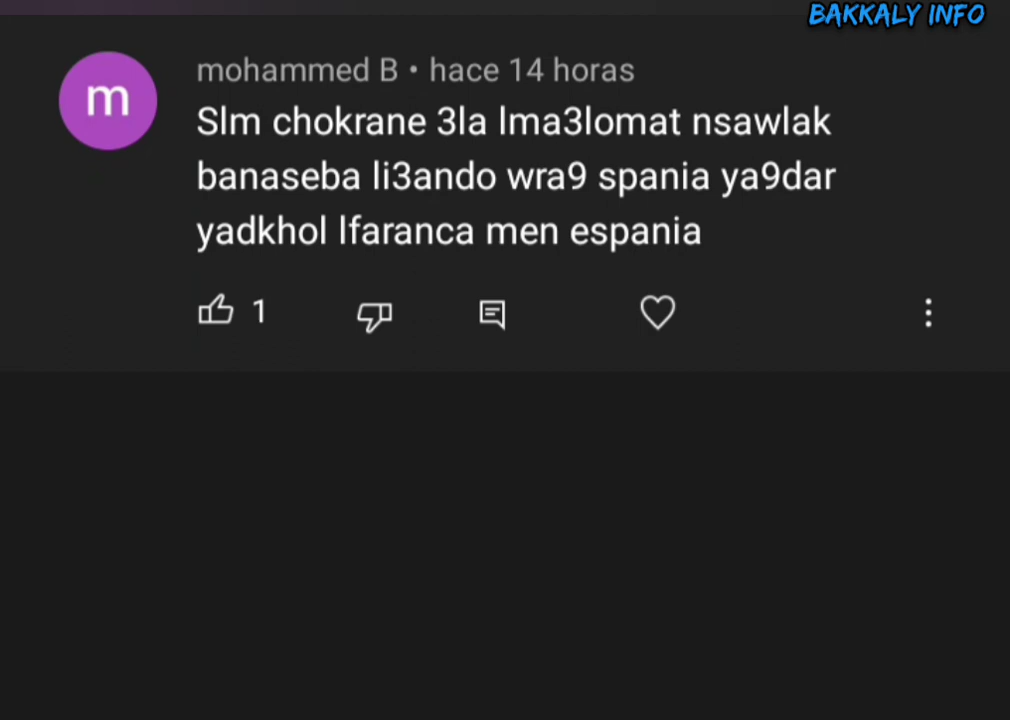 BAKKALY INFO
mohammed B • hace 14 horas
Slm chokrane 3la lma3lomat nsawlak
banaseba li3ando wra9 spania ya9dar
yadkhol lfaranca men espania
1
m